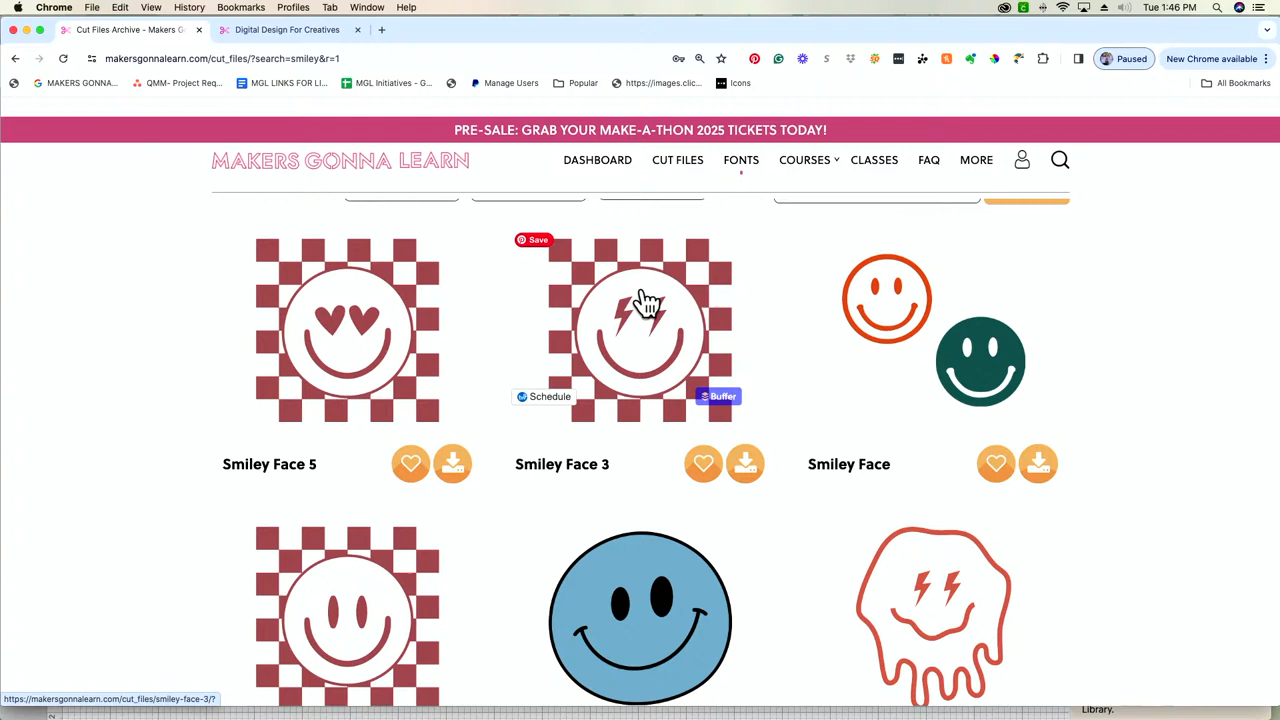 Chrome File Edit View History Bookmarks Profiles Tab Window Help
Tue 1:46 PM
Cut Files Archive - Makers G
Digital Design For Creatives
makersgonnalearn.com/cut_files/?search=smiley&r=1
Paused
New Chrome available
MAKERS GONNA...
QMM- Project Req...
MGL LINKS FOR LI...
MGL Initiatives - G...
Manage Users
Popular
https://images.clic...
Icons
All Bookmarks
PRE-SALE: GRAB YOUR MAKE-A-THON 2025 TICKETS TODAY!
MAKERS GONNA LEARN
DASHBOARD CUT FILES FONTS COURSES CLASSES FAQ MORE
Save
Schedule
Buffer
Smiley Face 5
Smiley Face 3
Smiley Face
https://makersgonnalearn.com/cut_files/smiley-face-3/?
2
Library.